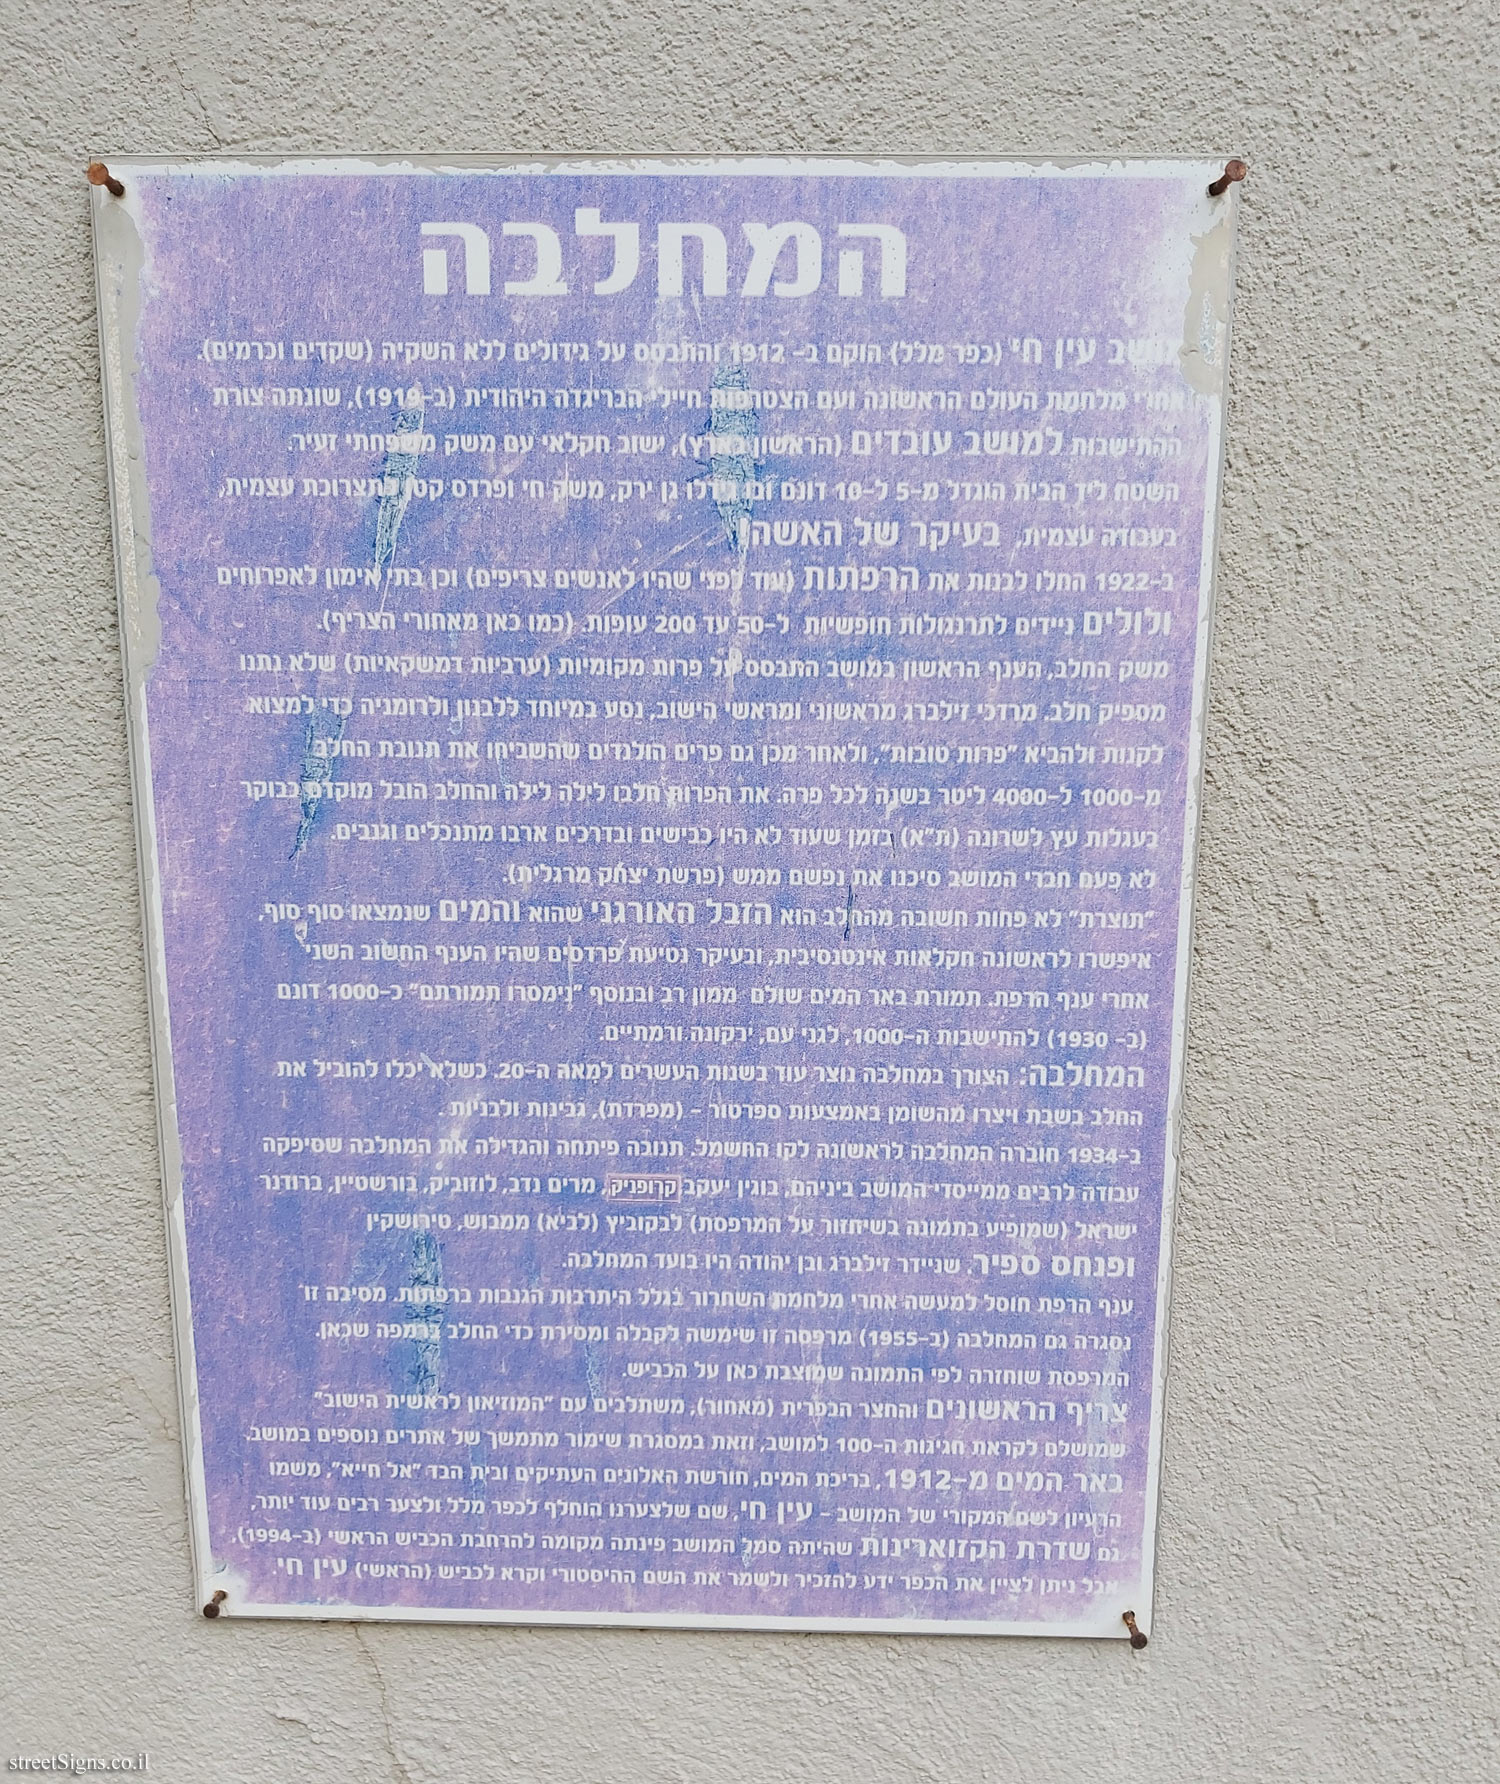 המחלבה
מושב עין חי (כפר מלל) הוקם ב- 1912 והתבסס על גידולים ללא השקיה (שקדים וכרמים).
אחרי מלחמת העולם הראשונה ועם הצטרפות חיילי הבריגדה היהודית (ב-1919), שונתה צורת
ההתישבות למושב עובדים (הראשון בארץ), ישוב חקלאי עם משק משפחתי זעיר.
השטח ליד הבית הוגדל מ-5 ל-10 דונם ובו גידלו גן ירק, משק חי ופרדס קטן לתצרוכת עצמית,
בעבודה עצמית, בעיקר של האשה!
ב-1922 החלו לבנות את הרפתות (עוד לפני שהיו לאנשים צריפים) וכן בתי אימון לאפרוחים
ולולים ניידים לתרנגולות חופשיות ל-50 עד 200 עופות. (כמו כאן מאחורי הצריף).
משק החלב, הענף הראשון במושב התבסס על פרות מקומיות (ערביות דמשקאיות) שלא נתנו
מספיק חלב. מרדכי זילברג מראשוני ומראשי הישוב, נסע במיוחד ללבנון ולרומניה כדי למצוא
לקנות ולהביא "פרות טובות", ולאחר מכן גם פרים הולנדים שהשביחו את תנובת החלב
מ-1000 ל-4000 ליטר בשנה לכל פרה. את הפרות חלבו לילה לילה והחלב הובל מוקדם בבוקר
בעגלות עץ לשרונה (ת"א) בזמן שעוד לא היו כבישים ובדרכים ארבו מתנכלים וגנבים.
לא פעם חברי המושב סיכנו את נפשם ממש (פרשת יצחק מרגלית).
"תוצרת" לא פחות חשובה מהחלב הוא הזבל האורגני שהוא והמים שנמצאו סוף סוף,
איפשרו לראשונה חקלאות אינטנסיבית, ובעיקר נטיעת פרדסים שהיו הענף החשוב השני
אחרי ענף הרפת. תמורת באר המים שולם ממון רב ובנוסף "נימסרו תמורתם" כ-1000 דונם
(ב- 1930) להתישבות ה-1000, לגני עם, ירקונה ורמתיים.
המחלבה: הצורך במחלבה נוצר עוד בשנות העשרים למאה ה-20. כשלא יכלו להוביל את
החלב בשבת ויצרו מהשומן באמצעות ספרטור - (מפרדת), גבינות ולבניות .
ב-1934 חוברה המחלבה לראשונה לקו החשמל. תנובה פיתחה והגדילה את המחלבה שסיפקה
עבודה לרבים ממייסדי המושב ביניהם, בוגין יעקב קרופניק, מרים נדב, לוזוביק, בורשטיין, ברודנר
ישראל (שמופיע בתמונה בשיחזור על המרפסת) לבקוביץ (לביא) ממבוש, טירושקין
ופנחס ספיר. שניידר זילברג ובן יהודה היו בועד המחלבה.
ענף הרפת חוסל למעשה אחרי מלחמת השחרור בגלל היתרבות הגנבות ברפתות. מסיבה זו
נסגרה גם המחלבה (ב-1955) מרפסה זו שימשה לקבלה ומסירת כדי החלב ברמפה שכאן.
המרפסת שוחזרה לפי התמונה שמוצבת כאן על הכביש.
צריף הראשונים והחצר הכפרית (מאחור), משתלבים עם "המוזיאון לראשית הישוב"
שמושלם לקראת חגיגות ה-100 למושב, וזאת במסגרת שימור מתמשך של אתרים נוספים במושב.
באר המים מ-1912, בריכת המים, חורשת האלונים העתיקים ובית הבד "אל חייא", משמו
הרעיון לשם המקורי של המושב - עין חי, שם שלצערנו הוחלף לכפר מלל ולצער רבים עוד יותר,
גם שדרת הקזוארינות שהיתה סמל המושב פינתה מקומה להרחבת הכביש הראשי (ב-1994),
אבל ניתן לציין את הכפר ידע להזכיר ולשמר את השם ההיסטורי וקרא לכביש (הראשי) עין חי.
streetSigns.co.il